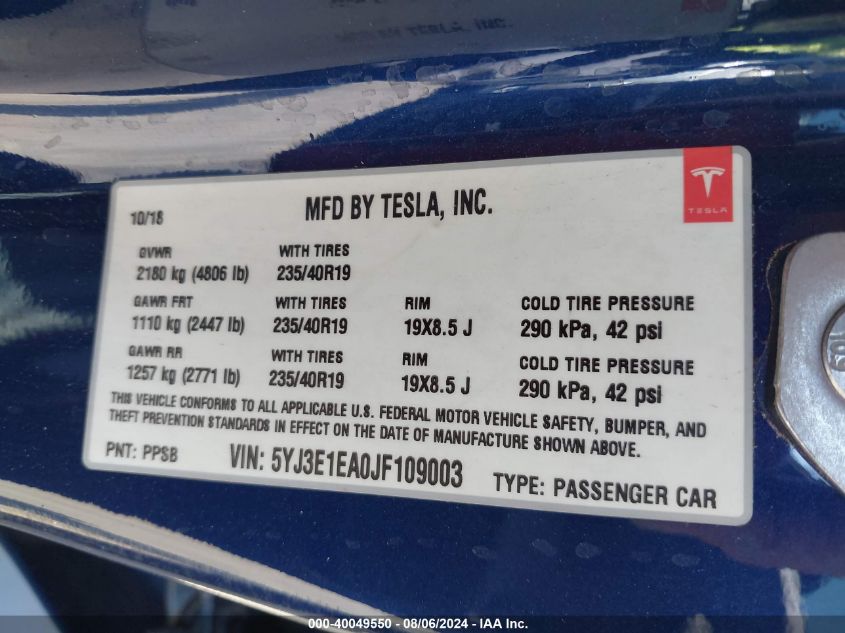 TESLA, INC.
MFD BY TESLA, INC.
TESLA
10/18
GVWR WITH TIRES
2180 kg (4806 lb) 235/40R19
GAWR FRT WITH TIRES RIM COLD TIRE PRESSURE
1110 kg (2447 lb) 235/40R19 19X8.5 J 290 kPa, 42 psi
GAWR RR WITH TIRES RIM COLD TIRE PRESSURE
1257 kg (2771 lb) 235/40R19 19X8.5 J 290 kPa, 42 psi
THIS VEHICLE CONFORMS TO ALL APPLICABLE U.S. FEDERAL MOTOR VEHICLE SAFETY, BUMPER, AND
THEFT PREVENTION STANDARDS IN EFFECT ON THE DATE OF MANUFACTURE SHOWN ABOVE.
PNT: PPSB VIN: 5YJ3E1EA0JF109003 TYPE: PASSENGER CAR
000-40049550 - 08/06/2024 - IAA Inc.